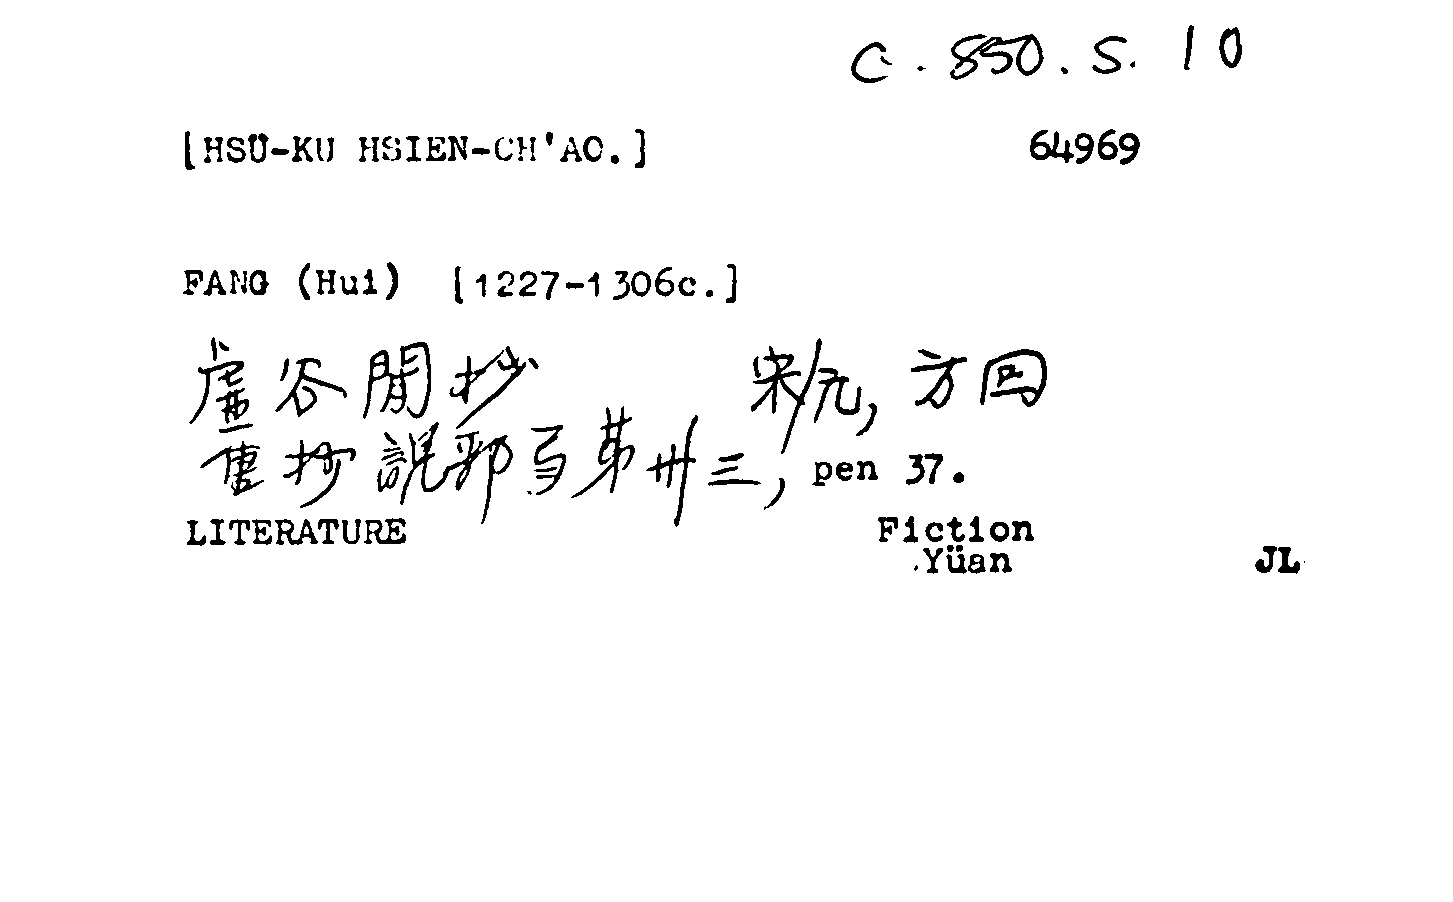 C. 850. S. 10
[HSÜ-KU HSIEN-CH'AO.] 64969
FANG (Hui) [1227-1306c.]
虛谷閒抄 宋/元, 方回
舊抄說郛弓第卅三, pen 37.
LITERATURE Fiction
Yüan JL